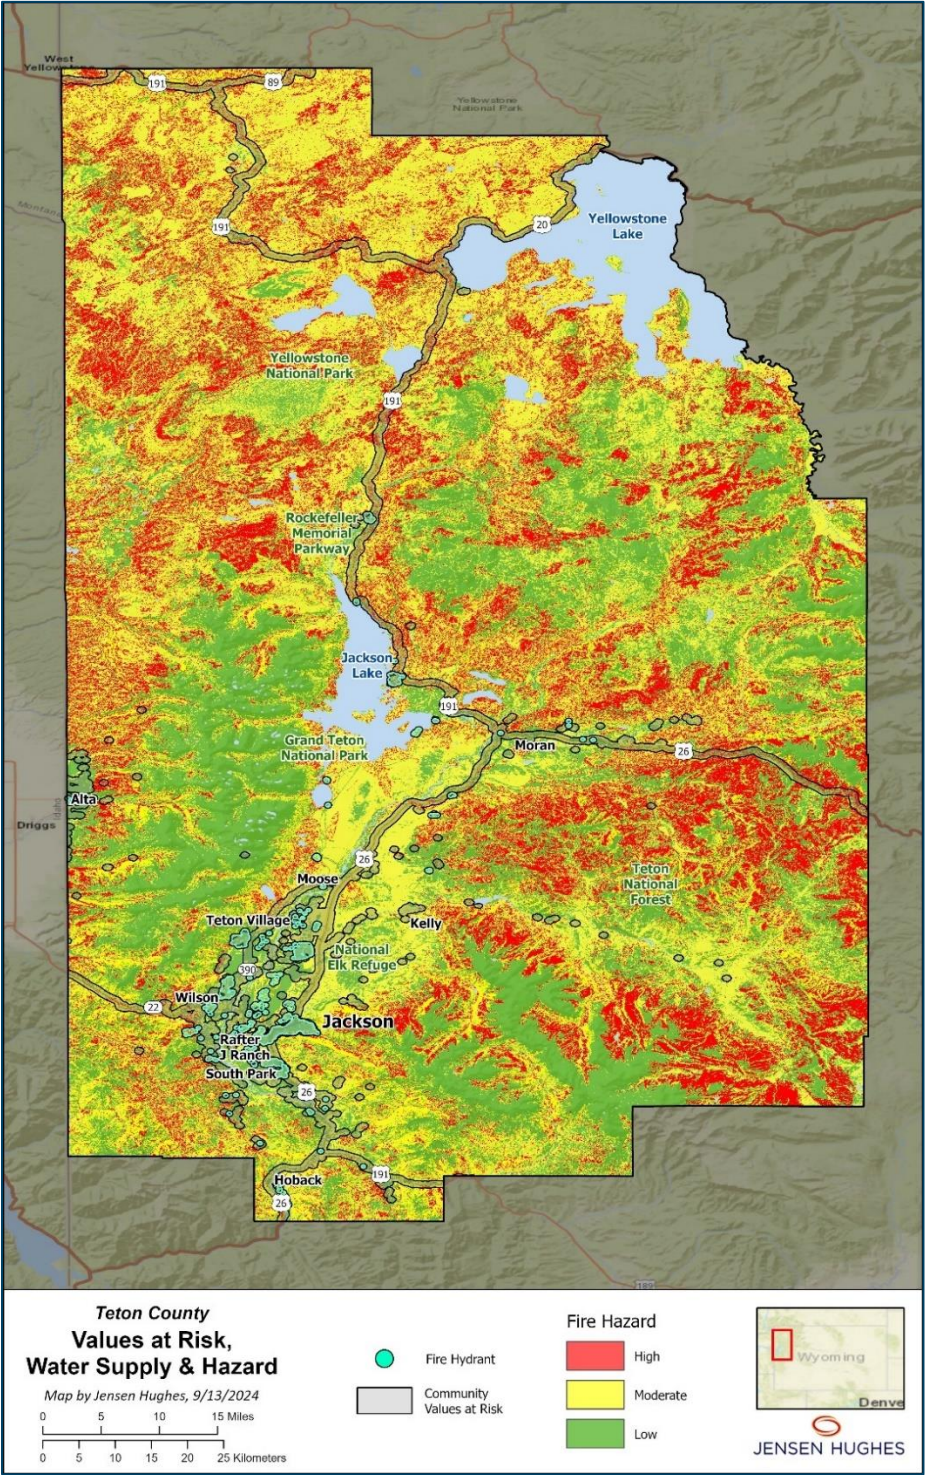 West
Yellowstone
191
89
Yellowstone
National Park
Montana
191
20
Yellowstone
Lake
Yellowstone
National Park
191
Rockefeller
Memorial
Parkway
Jackson
Lake
191
Grand Teton
National Park
Moran
26
Alta
Idaho
Driggs
26
Moose
Teton
National
Forest
Teton Village
Kelly
National
Elk Refuge
390
Wilson
22
Jackson
Rafter
J Ranch
South Park
26
Hoback
191
26
189
Teton County
Values at Risk,
Water Supply & Hazard
Map by Jensen Hughes, 9/13/2024
0 5 10 15 Miles
0 5 10 15 20 25 Kilometers
Fire Hydrant
Community
Values at Risk
Fire Hazard
High
Moderate
Low
Wyoming
Denve
JENSEN HUGHES